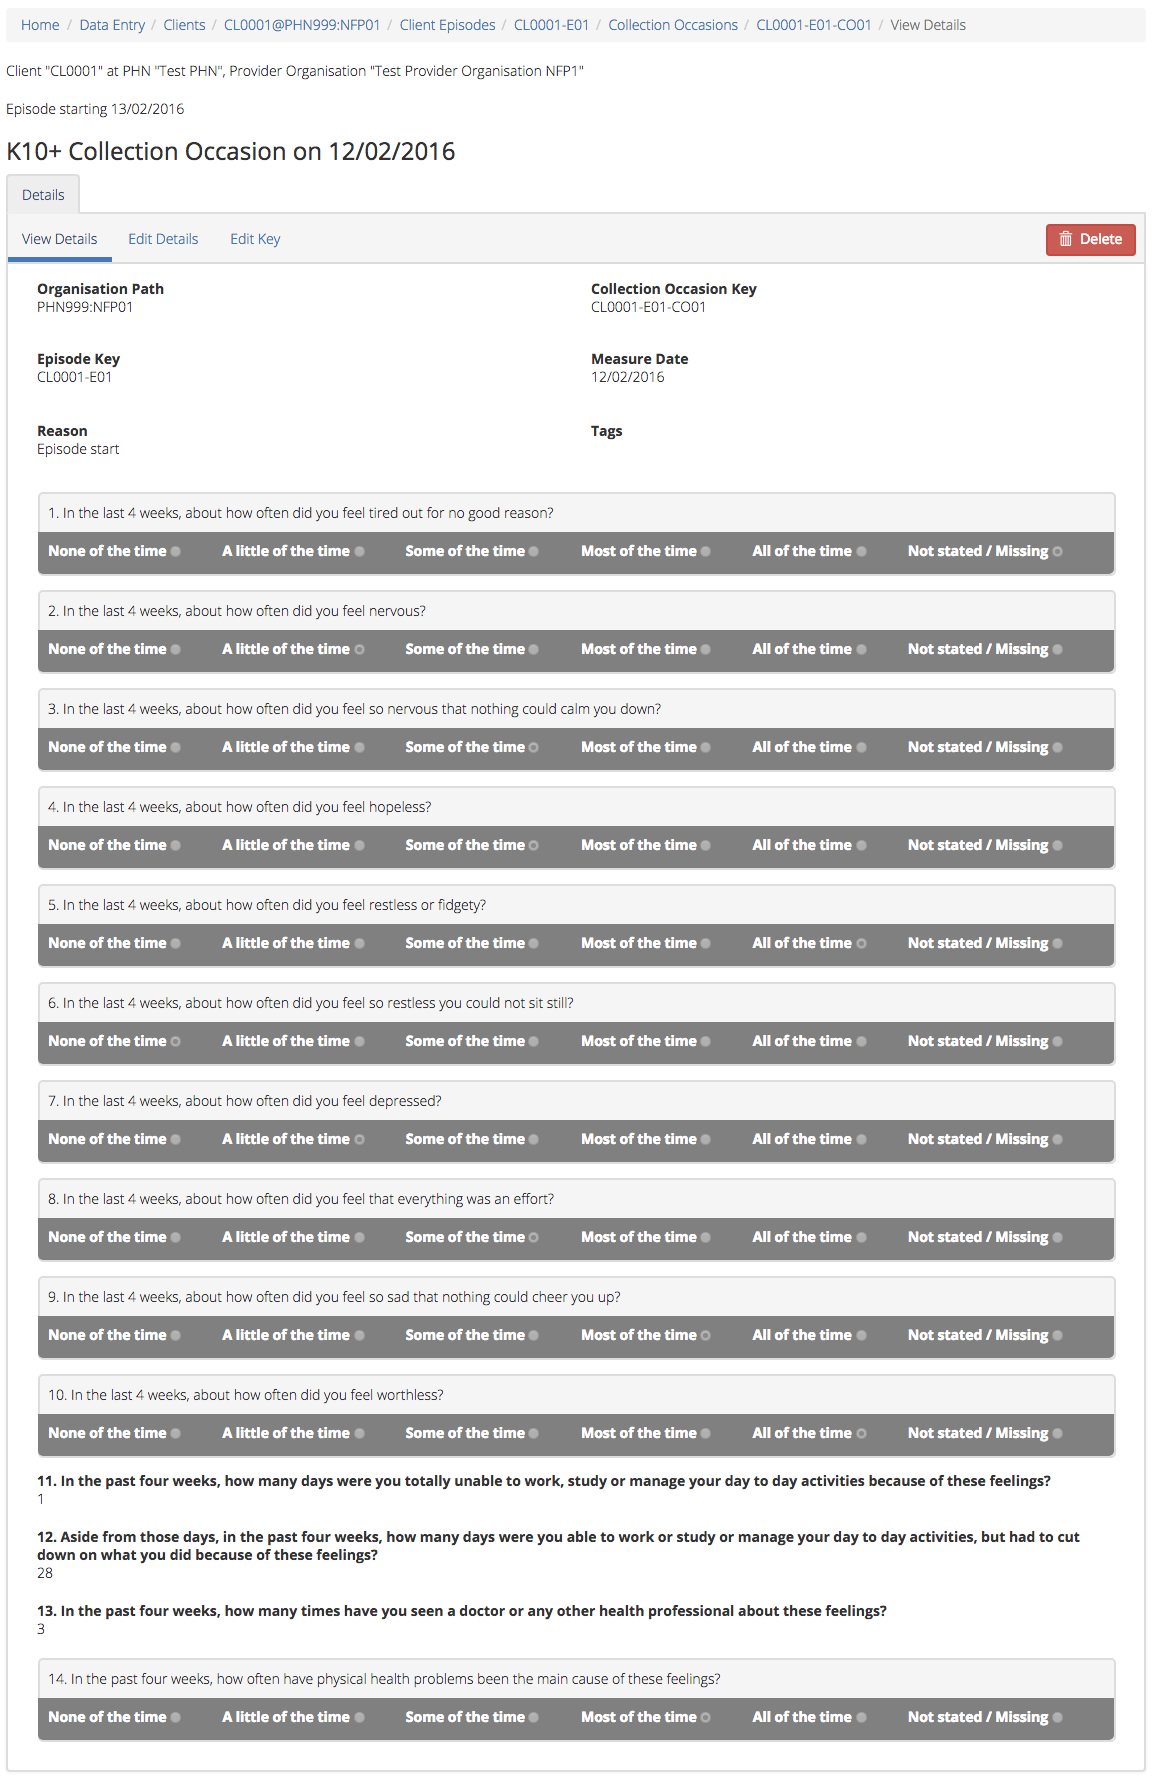 Home / Data Entry / Clients / CL0001@PHN999:NFP01 / Client Episodes / CL0001-E01 / Collection Occasions / CL0001-E01-CO01 / View Details
Client "CL0001" at PHN "Test PHN", Provider Organisation "Test Provider Organisation NFP1"
Episode starting 13/02/2016
K10+ Collection Occasion on 12/02/2016
Details
View Details Edit Details Edit Key Delete
Organisation Path Collection Occasion Key
PHN999:NFP01 CL0001-E01-CO01
Episode Key Measure Date
CL0001-E01 12/02/2016
Reason Tags
Episode start
1. In the last 4 weeks, about how often did you feel tired out for no good reason?
None of the time A little of the time Some of the time Most of the time All of the time Not stated / Missing
2. In the last 4 weeks, about how often did you feel nervous?
None of the time A little of the time Some of the time Most of the time All of the time Not stated / Missing
3. In the last 4 weeks, about how often did you feel so nervous that nothing could calm you down?
None of the time A little of the time Some of the time Most of the time All of the time Not stated / Missing
4. In the last 4 weeks, about how often did you feel hopeless?
None of the time A little of the time Some of the time Most of the time All of the time Not stated / Missing
5. In the last 4 weeks, about how often did you feel restless or fidgety?
None of the time A little of the time Some of the time Most of the time All of the time Not stated / Missing
6. In the last 4 weeks, about how often did you feel so restless you could not sit still?
None of the time A little of the time Some of the time Most of the time All of the time Not stated / Missing
7. In the last 4 weeks, about how often did you feel depressed?
None of the time A little of the time Some of the time Most of the time All of the time Not stated / Missing
8. In the last 4 weeks, about how often did you feel that everything was an effort?
None of the time A little of the time Some of the time Most of the time All of the time Not stated / Missing
9. In the last 4 weeks, about how often did you feel so sad that nothing could cheer you up?
None of the time A little of the time Some of the time Most of the time All of the time Not stated / Missing
10. In the last 4 weeks, about how often did you feel worthless?
None of the time A little of the time Some of the time Most of the time All of the time Not stated / Missing
11. In the past four weeks, how many days were you totally unable to work, study or manage your day to day activities because of these feelings?
1
12. Aside from those days, in the past four weeks, how many days were you able to work or study or manage your day to day activities, but had to cut
down on what you did because of these feelings?
28
13. In the past four weeks, how many times have you seen a doctor or any other health professional about these feelings?
3
14. In the past four weeks, how often have physical health problems been the main cause of these feelings?
None of the time A little of the time Some of the time Most of the time All of the time Not stated / Missing